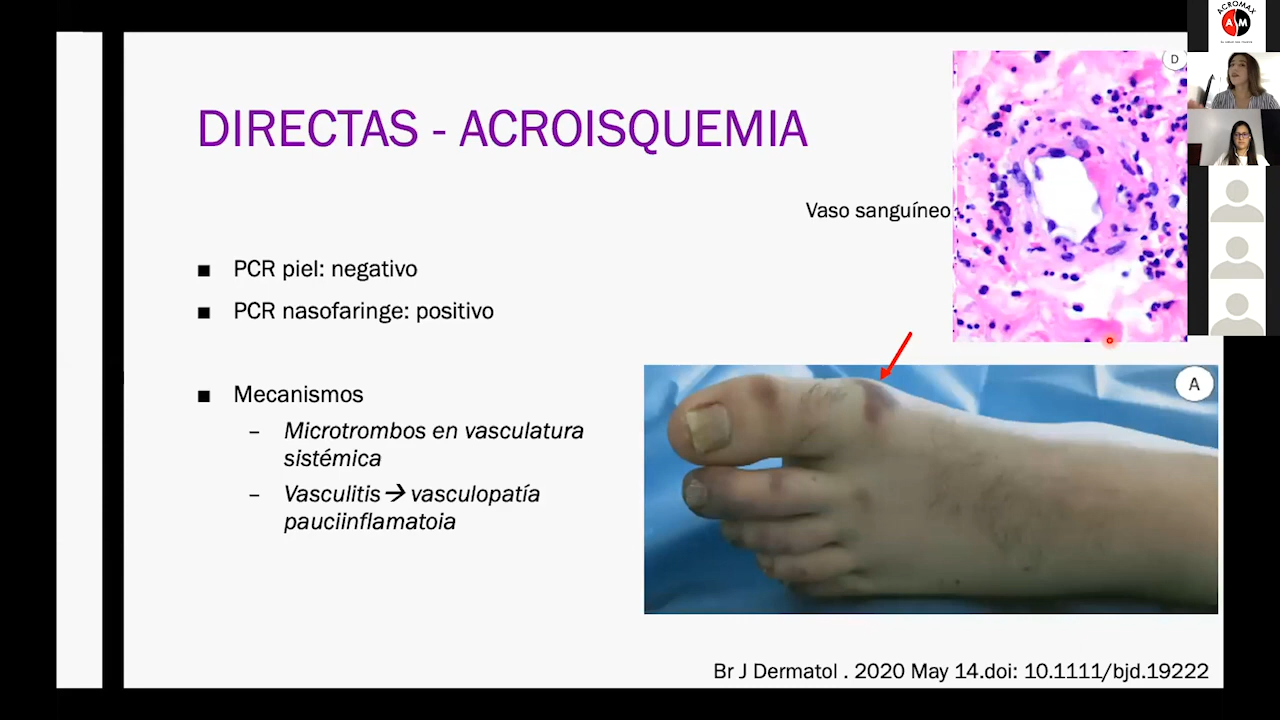 DIRECTAS - ACROISQUEMIA
Vaso sanguíneo
PCR piel: negativo
PCR nasofaringe: positivo
Mecanismos
– Microtrombos en vasculatura
sistémica
– Vasculitis → vasculopatía
pauciinflamatoia
D
A
Br J Dermatol . 2020 May 14.doi: 10.1111/bjd.19222
ACROMAX
A M